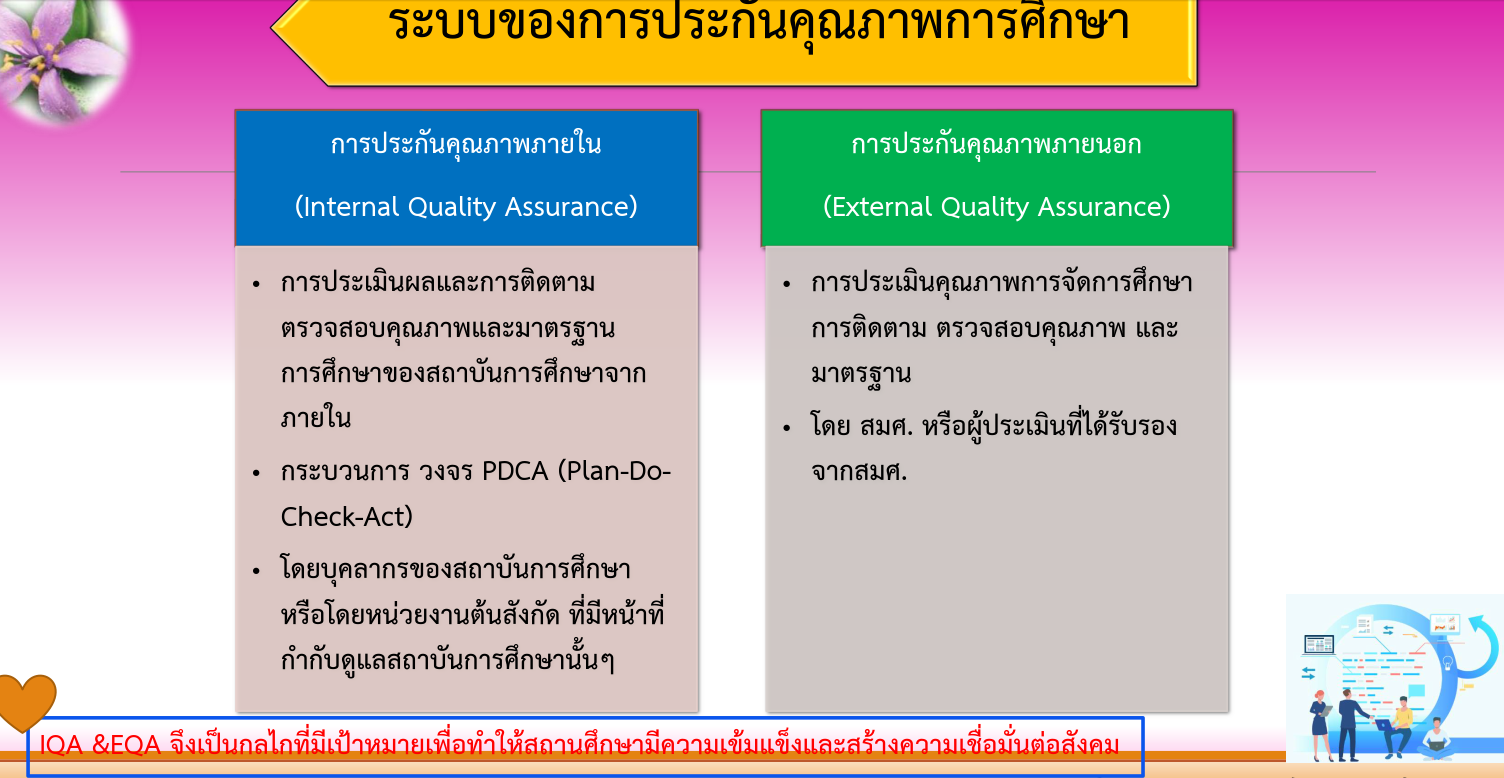 ระบบของการประกันคุณภาพการศึกษา
การประกันคุณภาพภายใน
(Internal Quality Assurance)
• การประเมินผลและการติดตาม
ตรวจสอบคุณภาพและมาตรฐาน
การศึกษาของสถาบันการศึกษาจาก
ภายใน
• กระบวนการ วงจร PDCA (Plan-Do-
Check-Act)
• โดยบุคลากรของสถาบันการศึกษา
หรือโดยหน่วยงานต้นสังกัด ที่มีหน้าที่
กำกับดูแลสถาบันการศึกษานั้นๆ
การประกันคุณภาพภายนอก
(External Quality Assurance)
• การประเมินคุณภาพการจัดการศึกษา
การติดตาม ตรวจสอบคุณภาพ และ
มาตรฐาน
• โดย สมศ. หรือผู้ประเมินที่ได้รับรอง
จากสมศ.
IQA &EQA จึงเป็นกลไกที่มีเป้าหมายเพื่อทำให้สถานศึกษามีความเข้มแข็งและสร้างความเชื่อมั่นต่อสังคม